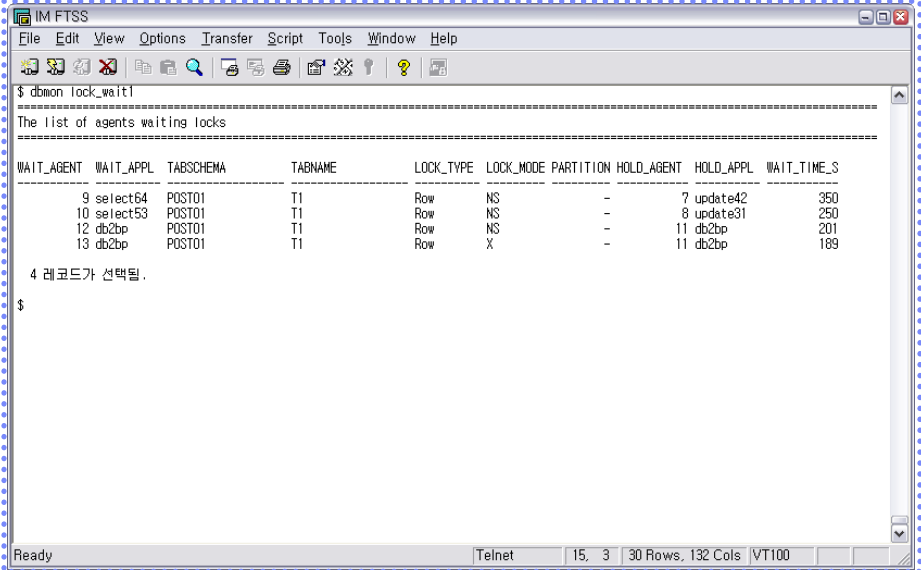 IM FTSS
File Edit View Options Transfer Script Tools Window Help
$ dbmon lock_wait1
================================================================================
The list of agents waiting locks
================================================================================
WAIT_AGENT WAIT_APPL TABSCHEMA TABNAME LOCK_TYPE LOCK_MODE PARTITION HOLD_AGENT HOLD_APPL WAIT_TIME_S
---------- --------- --------- ------- --------- --------- --------- ---------- --------- -----------
9 select64 POST01 T1 Row NS - 7 update42 350
10 select53 POST01 T1 Row NS - 8 update31 250
12 db2bp POST01 T1 Row NS - 11 db2bp 201
13 db2bp POST01 T1 Row X - 11 db2bp 189
4 레코드가 선택됨.
$
Ready Telnet 15, 3 30 Rows, 132 Cols VT100